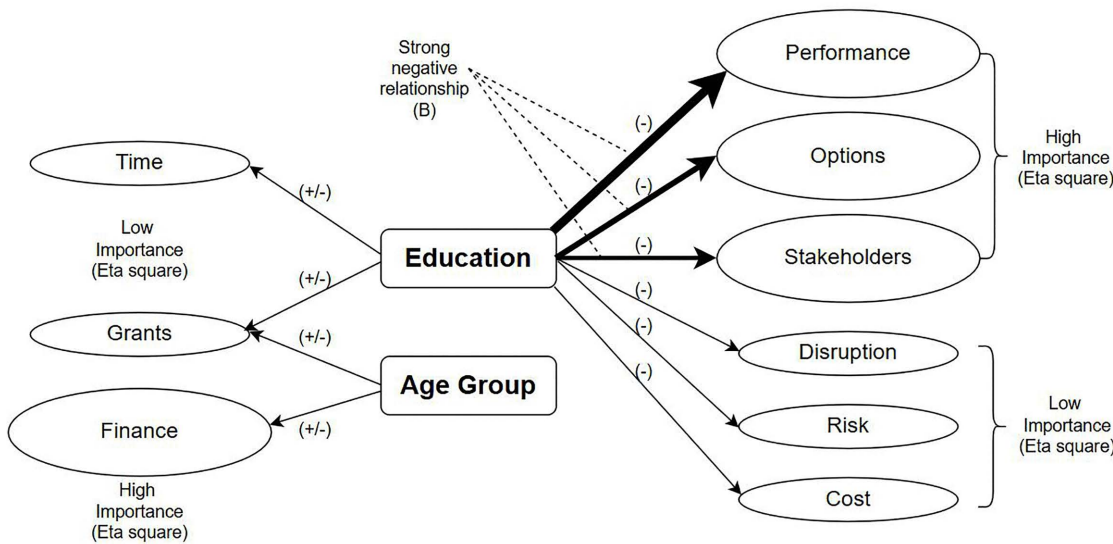 Strong
negative
relationship
(B)
Performance
(-)
High
Importance
(Eta square)
Options
(-)
Time
(+/-)
Low
Importance
(Eta square)
Education
(-)
Stakeholders
(+/-)
(-)
Grants
(+/-)
(-)
Disruption
Age Group
(-)
Low
Importance
(Eta square)
Finance
(+/-)
Risk
High
Importance
(Eta square)
Cost